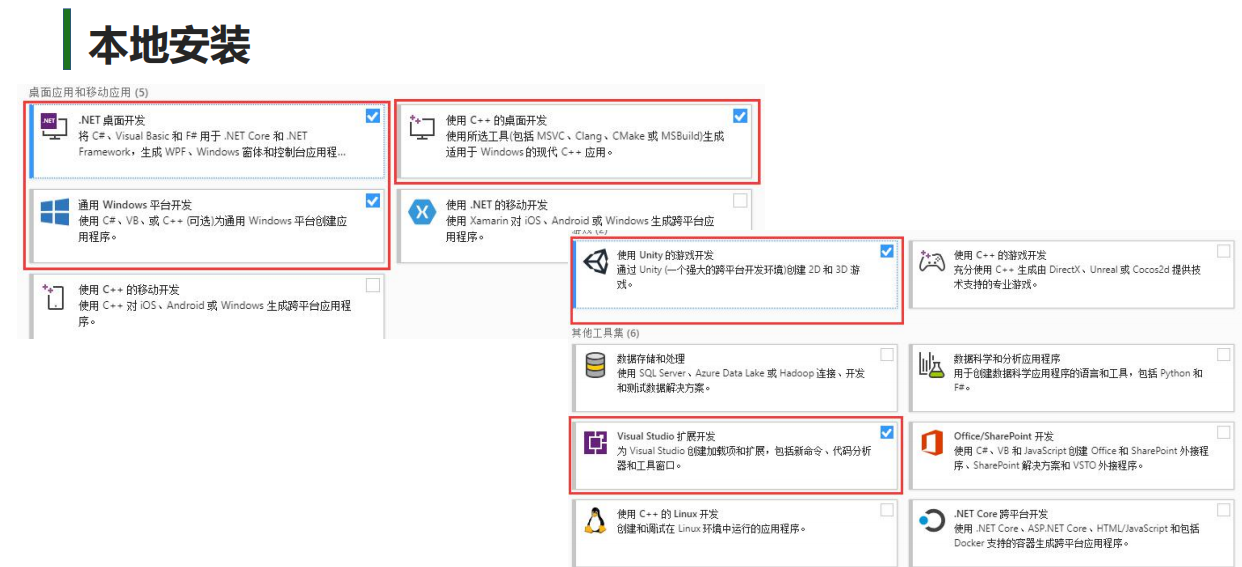 本地安装
桌面应用和移动应用 (5)
.NET 桌面开发
将 C#、Visual Basic 和 F# 用于 .NET Core 和 .NET
Framework，生成 WPF、Windows 窗体和控制台应用程...
使用 C++ 的桌面开发
使用所选工具(包括 MSVC、Clang、CMake 或 MSBuild)生成
适用于 Windows 的现代 C++ 应用。
通用 Windows 平台开发
使用 C#、VB、或 C++ (可选)为通用 Windows 平台创建应
用程序。
使用 .NET 的移动开发
使用 Xamarin 对 iOS、Android 或 Windows 生成跨平台应
用程序。
使用 C++ 的移动开发
使用 C++ 对 iOS、Android 或 Windows 生成跨平台应用程
序。
游戏 (2)
使用 Unity 的游戏开发
通过 Unity (一个强大的跨平台开发环境)创建 2D 和 3D 游
戏。
使用 C++ 的游戏开发
充分使用 C++ 生成由 DirectX、Unreal 或 Cocos2d 提供技
术支持的专业游戏。
其他工具集 (6)
数据存储和处理
使用 SQL Server、Azure Data Lake 或 Hadoop 连接、开发
和测试数据解决方案。
数据科学和分析应用程序
用于创建数据科学应用程序的语言和工具，包括 Python 和
F#。
Visual Studio 扩展开发
为 Visual Studio 创建加载项和扩展，包括新命令、代码分析
器和工具窗口。
Office/SharePoint 开发
使用 C#、VB 和 JavaScript 创建 Office 和 SharePoint 外接程
序、SharePoint 解决方案和 VSTO 外接程序。
使用 C++ 的 Linux 开发
创建和调试在 Linux 环境中运行的应用程序。
.NET Core 跨平台开发
使用 .NET Core、ASP.NET Core、HTML/JavaScript 和包括
Docker 支持的容器生成跨平台应用程序。